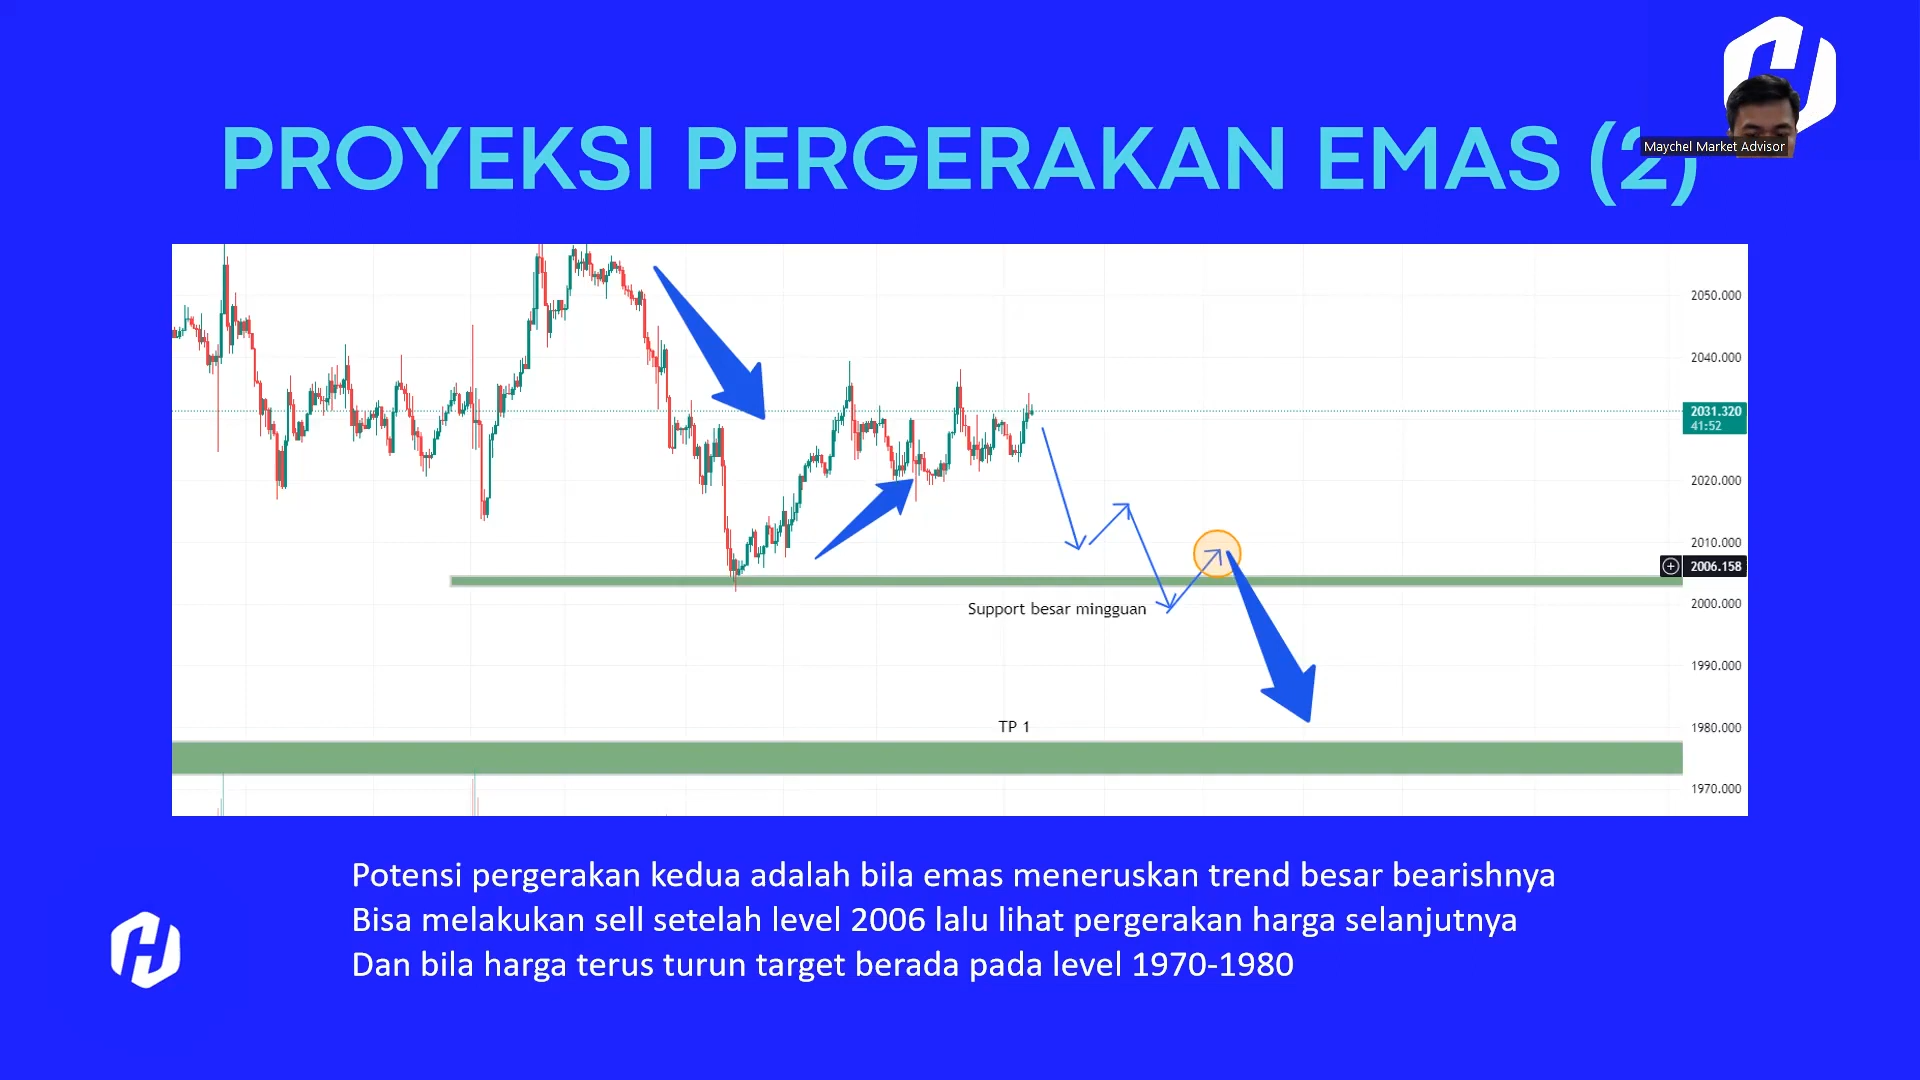 PROYEKSI PERGERAKAN EMAS (2)
Maychel Market Advisor
2050.000
2040.000
2031.320
41:52
2020.000
2010.000
2006.158
2000.000
Support besar mingguan
1990.000
TP 1
1980.000
1970.000
Potensi pergerakan kedua adalah bila emas meneruskan trend besar bearishnya
Bisa melakukan sell setelah level 2006 lalu lihat pergerakan harga selanjutnya
Dan bila harga terus turun target berada pada level 1970-1980